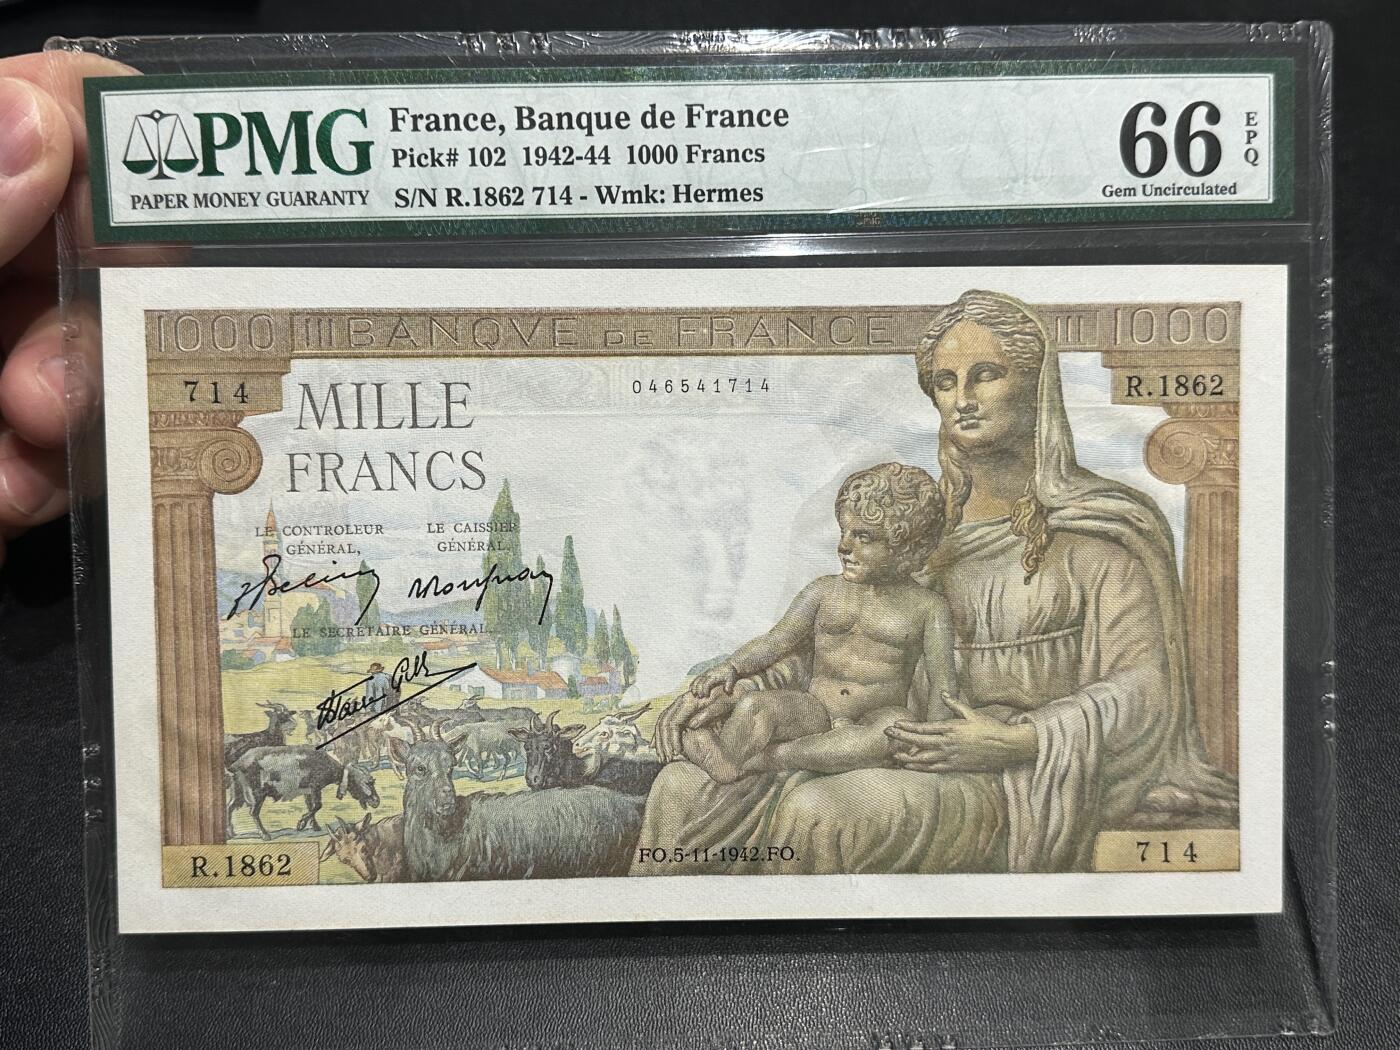 PMG
PAPER MONEY GUARANTY
France, Banque de France
Pick# 102 1942-44 1000 Francs
S/N R.1862 714 - Wmk: Hermes
66 EPQ
Gem Uncirculated
1000 BANQVE DE FRANCE 1000
714
MILLE
FRANCS
046541714
R.1862
LE CONTROLEUR
GÉNÉRAL,
LE CAISSIER
GÉNÉRAL,
LE SECRÉTAIRE GÉNÉRAL,
R.1862
FO.5-11-1942.FO.
714